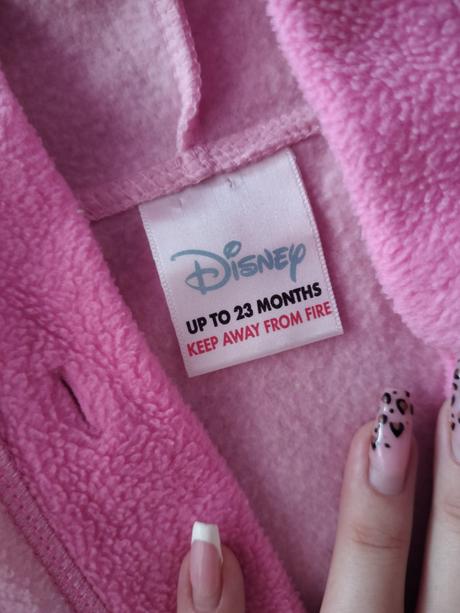 Disney
UP TO 23 MONTHS
KEEP AWAY FROM FIRE